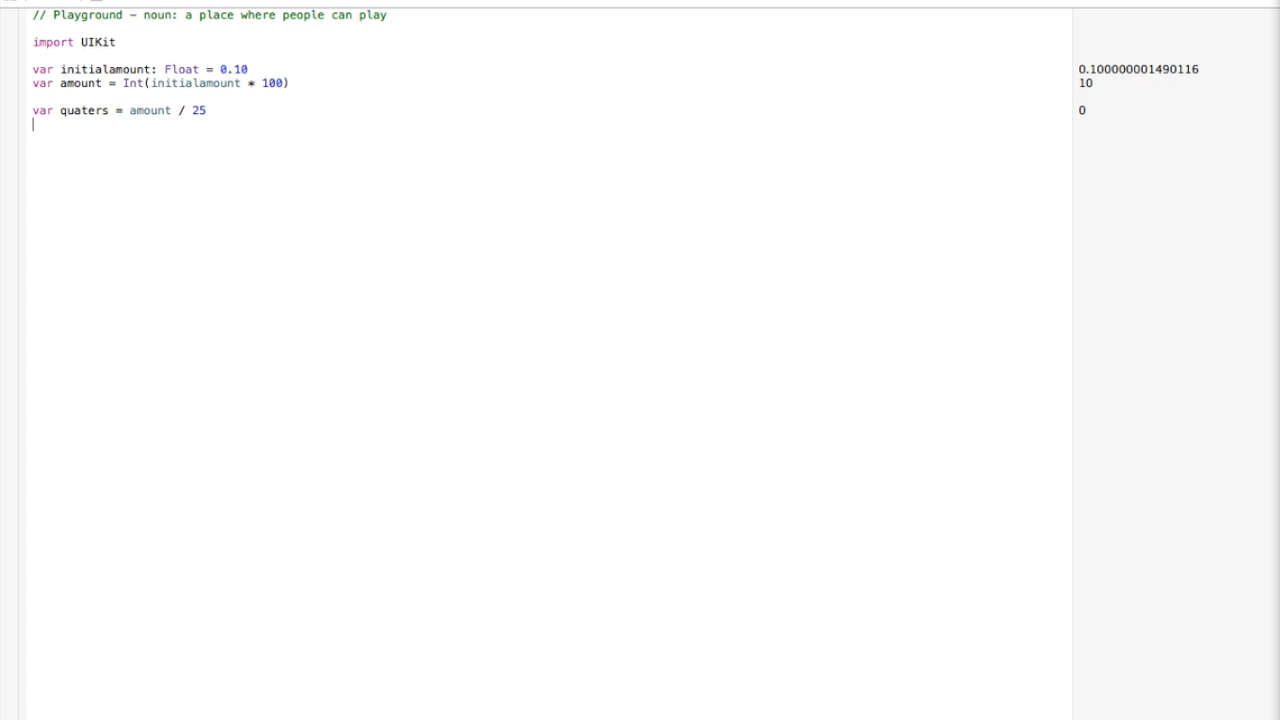 // Playground - noun: a place where people can play
import UIKit
var initialamount: Float = 0.10
0.100000001490116
var amount = Int(initialamount * 100)
10
var quaters = amount / 25
0